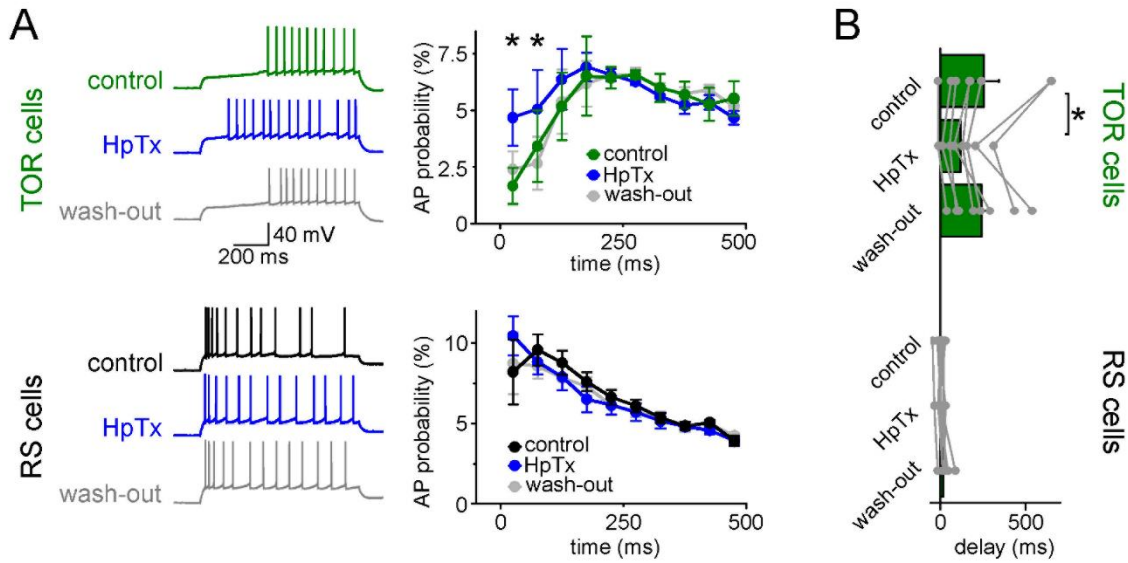 A
TOR cells
control
HpTx
wash-out
40 mV
200 ms
AP probability (%)
7.5
5
2.5
0
* *
control
HpTx
wash-out
0 250 500
time (ms)
RS cells
control
HpTx
wash-out
AP probability (%)
10
5
0
control
HpTx
wash-out
0 250 500
time (ms)
B
control
HpTx
wash-out
*
TOR cells
control
HpTx
wash-out
RS cells
0 500
delay (ms)